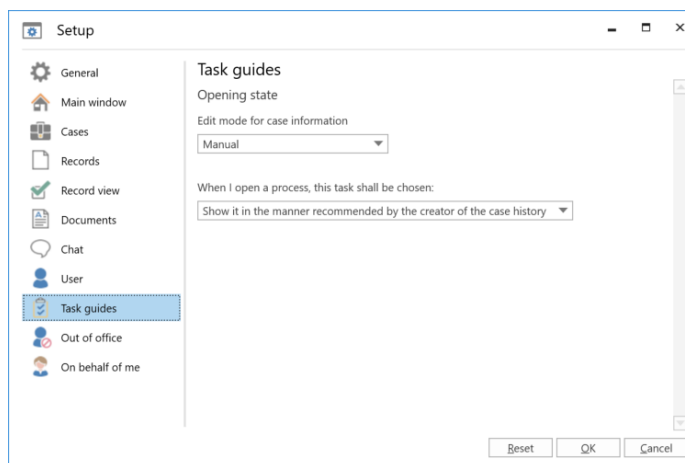 Setup
General
Main window
Cases
Records
Record view
Documents
Chat
User
Task guides
Out of office
On behalf of me
Task guides
Opening state
Edit mode for case information
Manual
When I open a process, this task shall be chosen:
Show it in the manner recommended by the creator of the case history
Reset OK Cancel